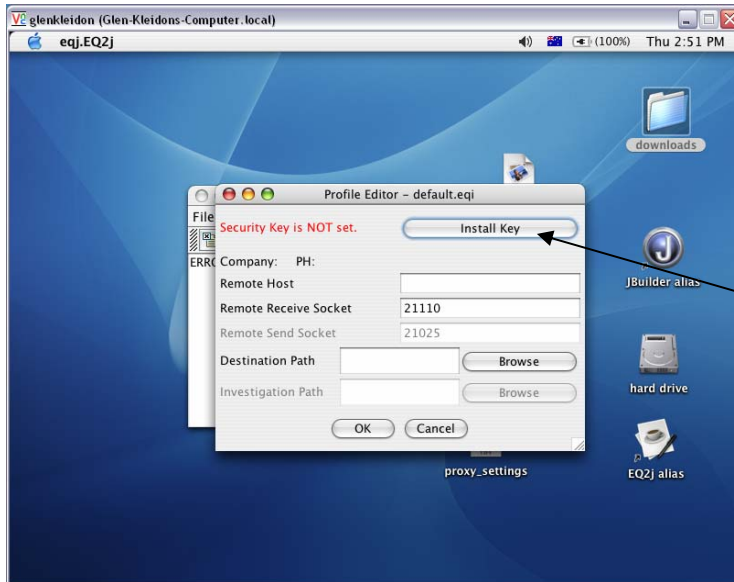 glenkleidon (Glen-Kleidons-Computer.local)
eqj.EQ2j
(100%) Thu 2:51 PM
downloads
Profile Editor - default.eqi
File
Security Key is NOT set.
Install Key
Company: PH:
Remote Host
JBuilder alias
Remote Receive Socket
21110
Remote Send Socket
21025
Destination Path
Browse
Investigation Path
Browse
hard drive
OK
Cancel
proxy_settings
EQ2j alias